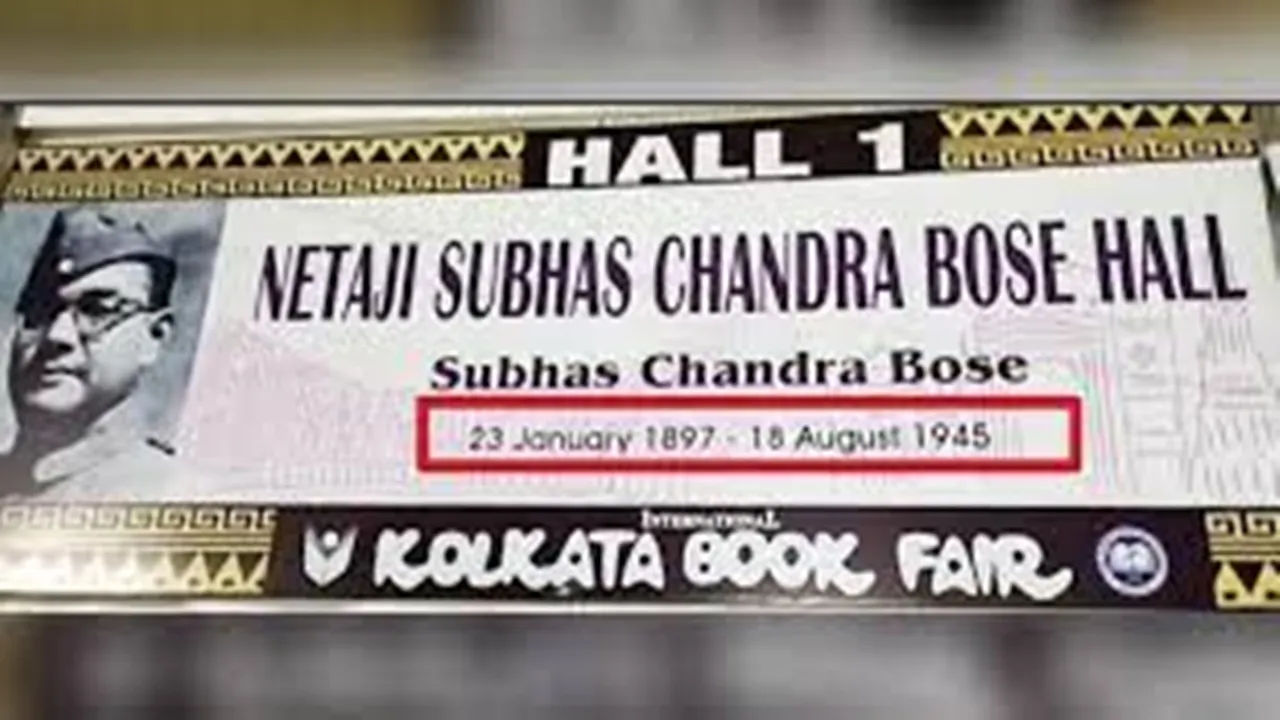 HALL 1
NETAJI SUBHAS CHANDRA BOSE HALL
Subhas Chandra Bose
23 January 1897 - 18 August 1945
INTERNATIONAL
KOLKATA BOOK FAIR